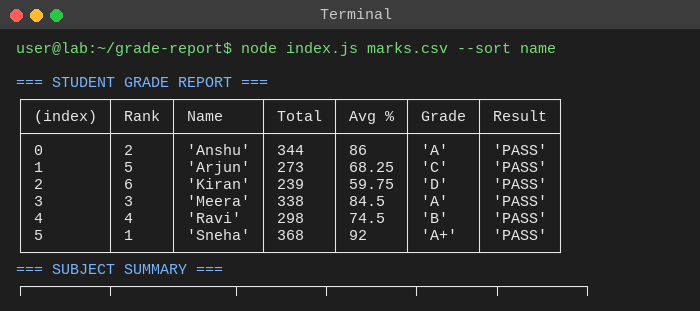 Terminal
user@lab:~/grade-report$ node index.js marks.csv --sort name
=== STUDENT GRADE REPORT ===
(index) Rank Name Total Avg % Grade Result
0 2 'Anshu' 344 86 'A' 'PASS'
1 5 'Arjun' 273 68.25 'C' 'PASS'
2 6 'Kiran' 239 59.75 'D' 'PASS'
3 3 'Meera' 338 84.5 'A' 'PASS'
4 4 'Ravi' 298 74.5 'B' 'PASS'
5 1 'Sneha' 368 92 'A+' 'PASS'
=== SUBJECT SUMMARY ===